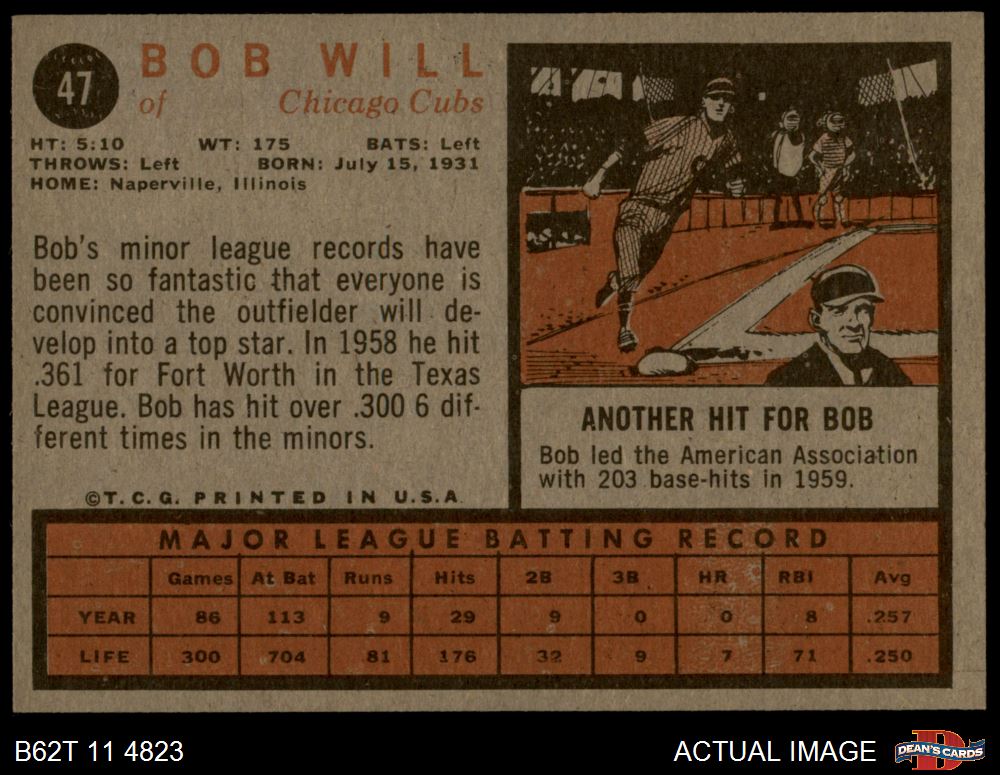 47
BOB WILL
of Chicago Cubs
HT: 5:10 WT: 175 BATS: Left
THROWS: Left BORN: July 15, 1931
HOME: Naperville, Illinois
Bob's minor league records have
been so fantastic that everyone is
convinced the outfielder will de-
velop into a top star. In 1958 he hit
.361 for Fort Worth in the Texas
League. Bob has hit over .300 6 dif-
ferent times in the minors.
©T.C.G. PRINTED IN U.S.A.
ANOTHER HIT FOR BOB
Bob led the American Association
with 203 base-hits in 1959.
MAJOR LEAGUE BATTING RECORD
Games At Bat Runs Hits 2B 3B HR RBI Avg
YEAR 86 113 9 29 9 0 0 8 .257
LIFE 300 704 81 176 32 9 7 71 .250
B62T 11 4823
ACTUAL IMAGE
D
DEAN'S CARDS